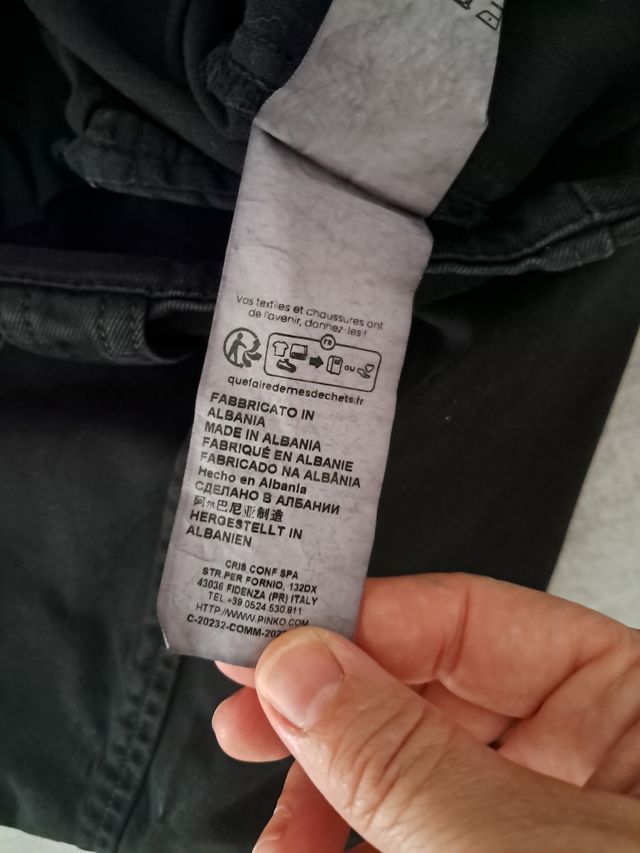 Vos textiles et chaussures ont
de l'avenir, donnez-les !
FR
ou
quefairedemesdechets.fr
FABBRICATO IN
ALBANIA
MADE IN ALBANIA
FABRIQUÉ EN ALBANIE
FABRICADO NA ALBÂNIA
Hecho en Albania
СДЕЛАНО В АЛБАНИИ
阿尔巴尼亚制造
HERGESTELLT IN
ALBANIEN
CRIS CONF SPA
STR.PER FORNIO, 132DX
43036 FIDENZA (PR) ITALY
TEL.+39 0524.530.811
HTTP://WWW.PINKO.COM
C-20232-COMM-202